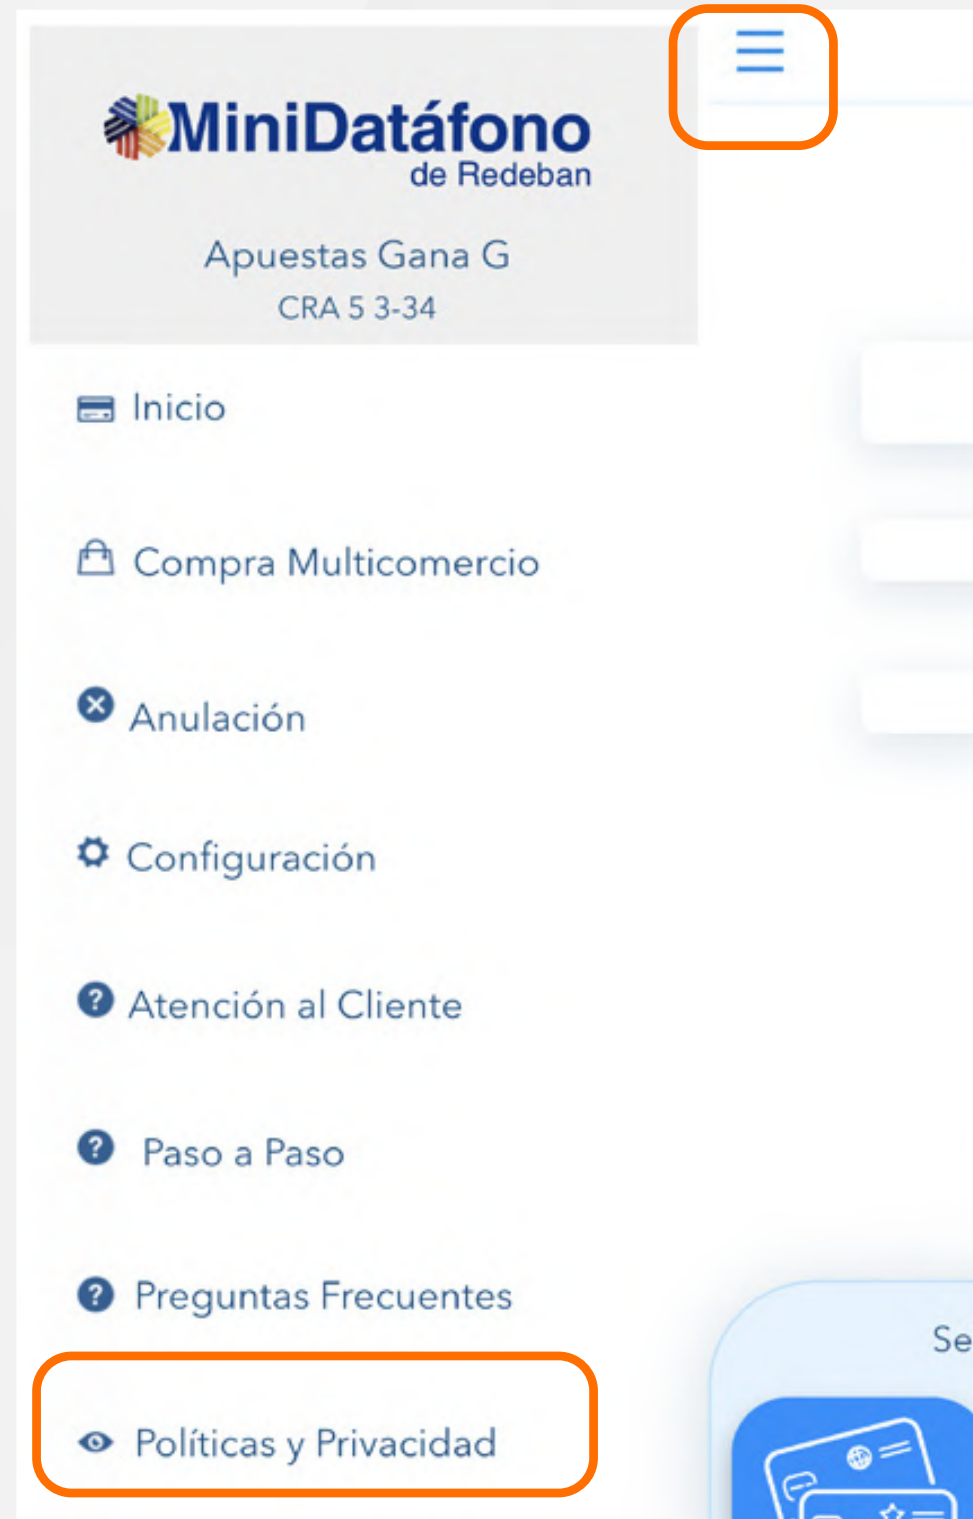 MiniDatáfono
de Redeban
Apuestas Gana G
CRA 5 3-34
Inicio
Compra Multicomercio
Anulación
Configuración
Atención al Cliente
Paso a Paso
Preguntas Frecuentes
Se
Políticas y Privacidad